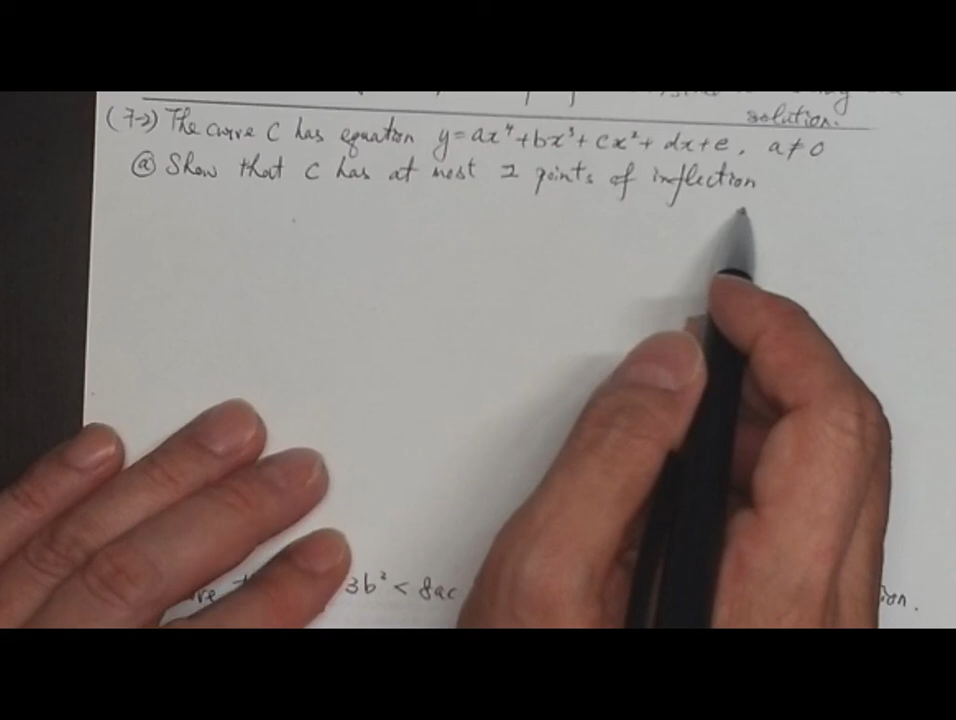 solution.
(7-2) The curve C has equation y = ax⁴ + bx³ + cx² + dx + e, a ≠ 0
ⓐ Show that C has at most 2 points of inflection
3b² < 8ac